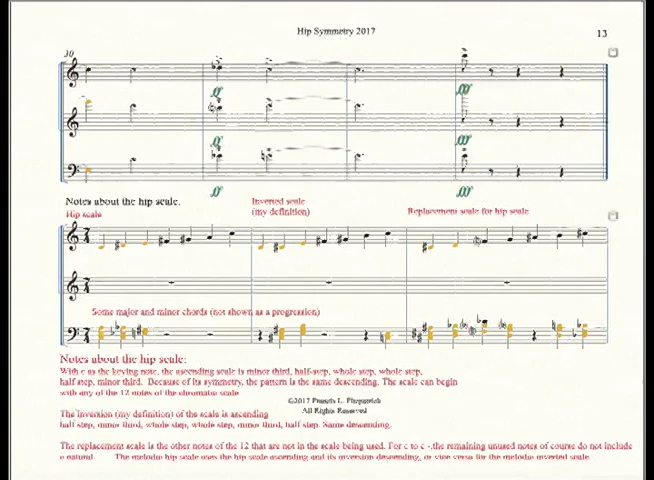 Hip Symmetry 2017
13
30
ff
ff
ff
fff
fff
fff
Notes about the hip scale.
Inverted scale
(my definition)
Hip scale
Replacement scale for hip scale
Some major and minor chords (not shown as a progression)
Notes about the hip scale:
With c as the keying note, the ascending scale is minor third, half-step, whole step, whole step,
half step, minor third. Because of its symmetry, the pattern is the same descending. The scale can begin
with any of the 12 notes of the chromatic scale
©2017 Francis L. Fitzpatrick
All Rights Reserved
The inversion (my definition) of the scale is ascending
half step, minor third, whole step, whole step, minor third, half step. Same descending.
The replacement scale is the other notes of the 12 that are not in the scale being used. For c to c -,the remaining unused notes of course do not include
c natural. The melodic hip scale uses the hip scale ascending and its inversion descending, or vice versa for the melodic inverted scale.